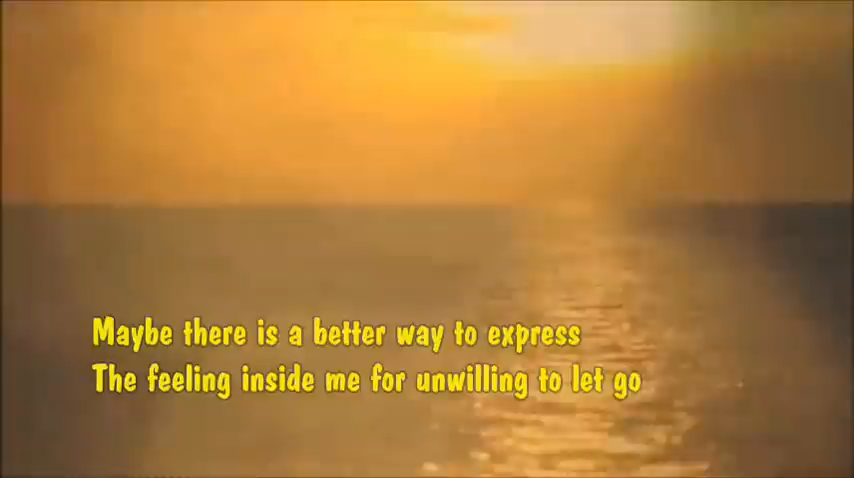 Maybe there is a better way to express
The feeling inside me for unwilling to let go